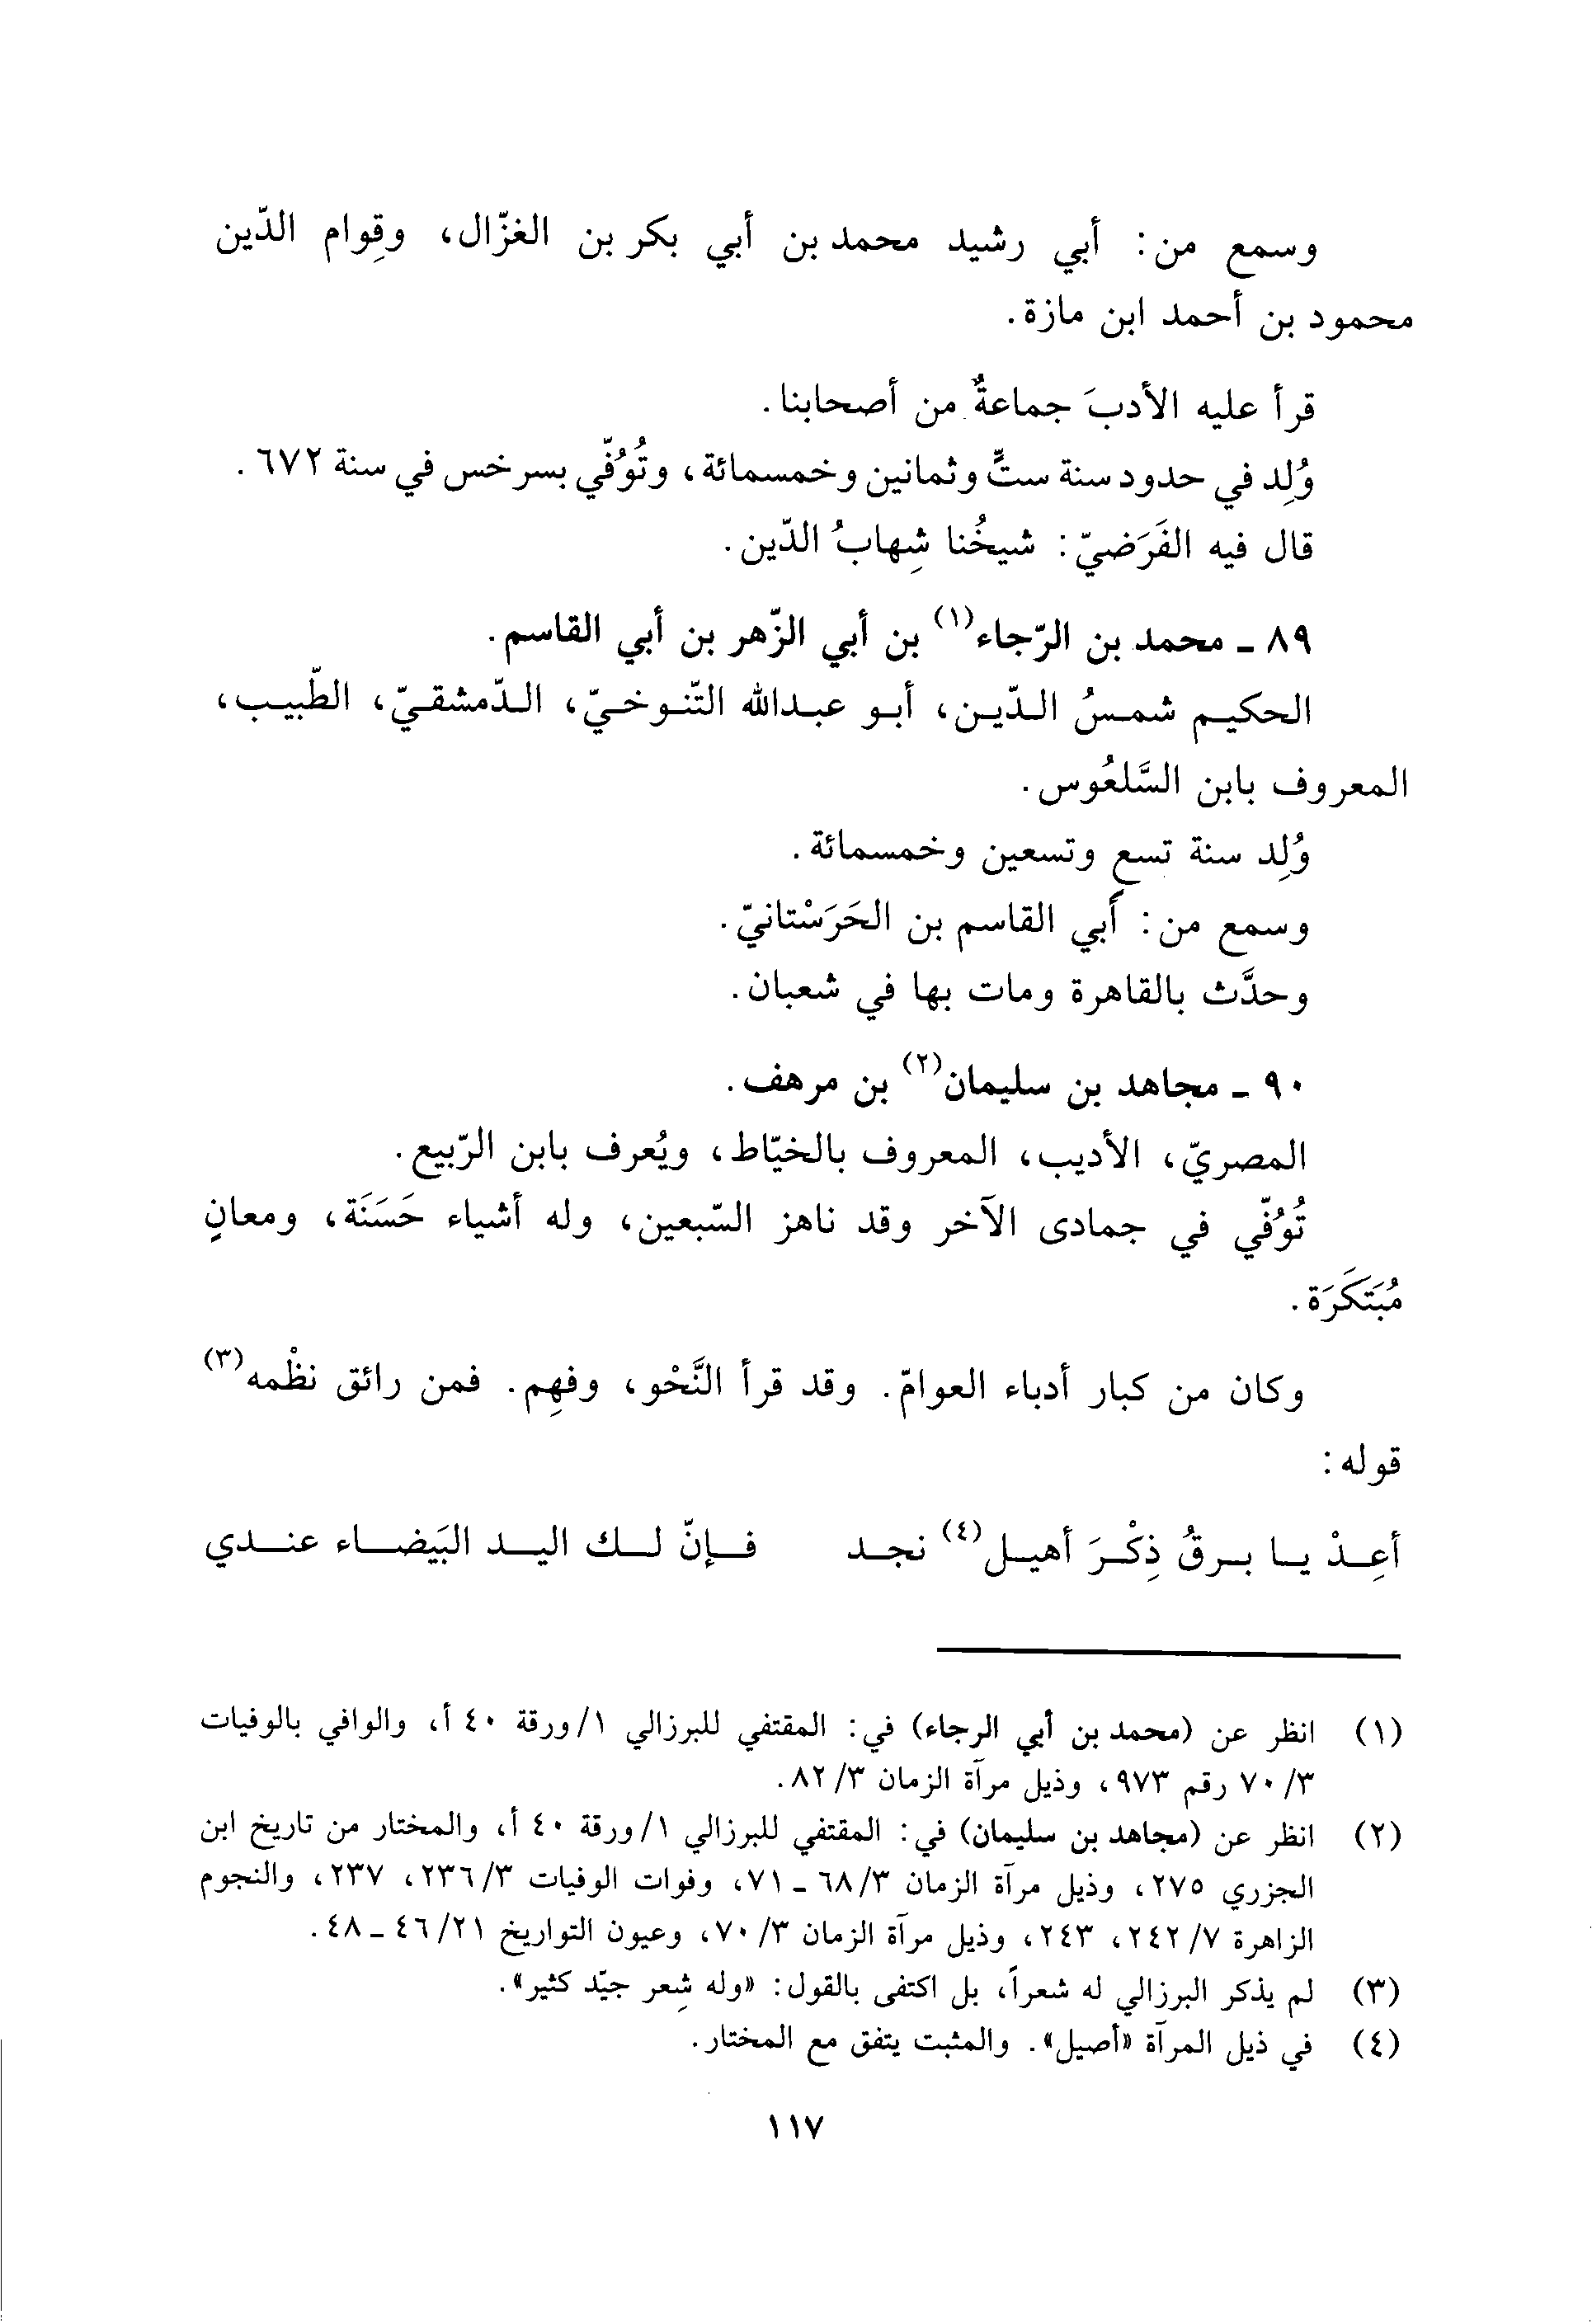 وسمع من: أبي رشيد محمد بن أبي بكر بن الغزّال، وقِوام الدّين
محمود بن أحمد ابن مازة.
قرأ عليه الأدبَ جماعةٌ من أصحابنا.
وُلِد في حدود سنة ستٍّ وثمانين وخمسمائة، وتُوُفّي بسرخس في سنة ٦٧٢.
قال فيه الفَرَضيّ: شيخُنا شِهابُ الدّين.
٨٩ ـ محمد بن الرّجاء(١) بن أبي الزّهر بن أبي القاسم.
الحكيم شمسُ الدّين، أبو عبدالله التّنوخيّ، الدّمشقيّ، الطّبيب،
المعروف بابن السَّلعُوس.
وُلِد سنة تسعٍ وتسعين وخمسمائة.
وسمع من: أبي القاسم بن الحَرَسْتانيّ.
وحدَّث بالقاهرة ومات بها في شعبان.
٩٠ ـ مجاهد بن سليمان(٢) بن مرهف.
المصريّ، الأديب، المعروف بالخيّاط، ويُعرف بابن الرّبيع.
تُوُفّي في جمادى الآخر وقد ناهز السّبعين، وله أشياء حَسَنَة، ومعانٍ
مُبَتَكَرَة.
وكان من كبار أدباء العوامّ. وقد قرأ النَّحْو، وفهِم. فمن رائق نظْمه(٣)
قوله:
أعِدْ يا برقُ ذِكْرَ أهيل(٤) نجد فإنّ لك اليد البَيضاء عندي
(١) انظر عن (محمد بن أبي الرجاء) في: المقتفي للبرزالي ١/ورقة ٤٠ أ، والوافي بالوفيات
٧٠/٣ رقم ٩٧٣، وذيل مرآة الزمان ٨٢/٣.
(٢) انظر عن (مجاهد بن سليمان) في: المقتفي للبرزالي ١/ورقة ٤٠ أ، والمختار من تاريخ ابن
الجزري ٢٧٥، وذيل مرآة الزمان ٦٨/٣ ـ ٧١، وفوات الوفيات ٢٣٦/٣، ٢٣٧، والنجوم
الزاهرة ٢٤٢/٧، ٢٤٣، وذيل مرآة الزمان ٧٠/٣، وعيون التواريخ ٤٦/٢١ ـ ٤٨.
(٣) لم يذكر البرزالي له شعراً، بل اكتفى بالقول: «وله شِعر جيّد كثير».
(٤) في ذيل المرآة «أصيل». والمثبت يتفق مع المختار.
١١٧